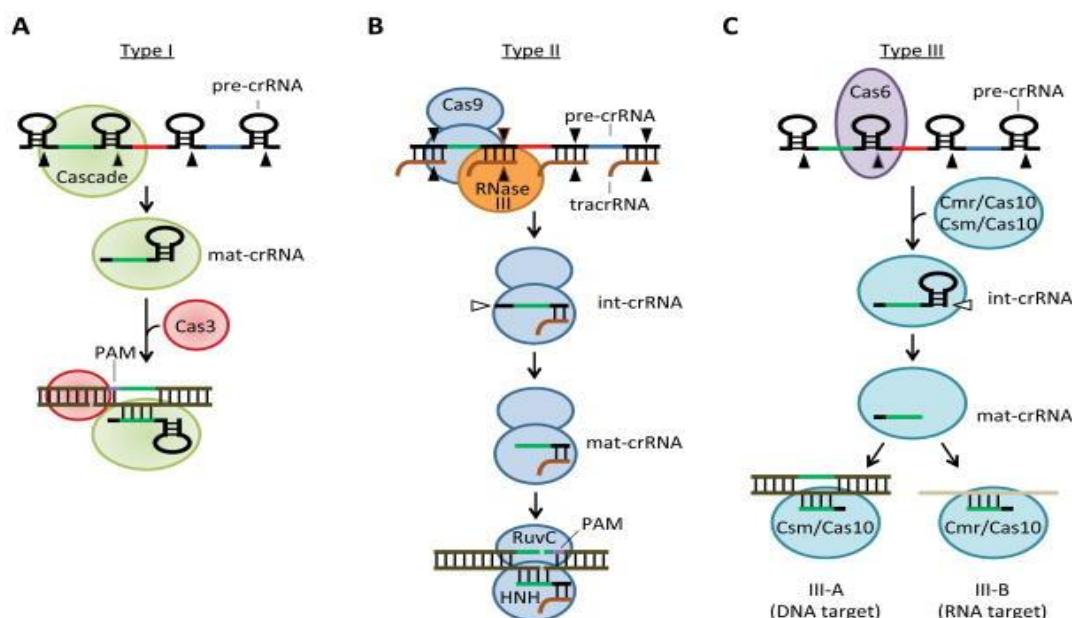 A
Type I
pre-crRNA
Cascade
mat-crRNA
Cas3
PAM
B
Type II
Cas9
pre-crRNA
RNase
III
tracrRNA
int-crRNA
mat-crRNA
PAM
RuvC
HNH
C
Type III
Cas6
pre-crRNA
Cmr/Cas10
Csm/Cas10
int-crRNA
mat-crRNA
Csm/Cas10
Cmr/Cas10
III-A
(DNA target)
III-B
(RNA target)